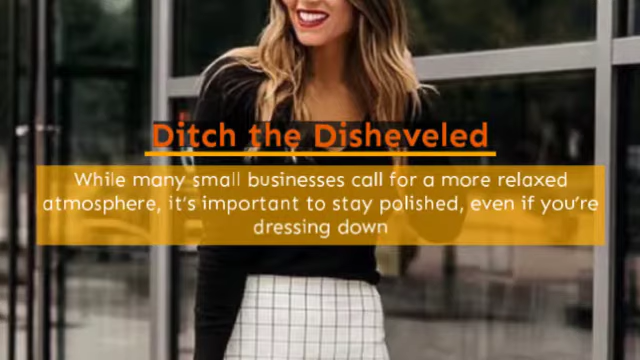 Ditch the Disheveled
While many small businesses call for a more relaxed
atmosphere, it's important to stay polished, even if you're
dressing down